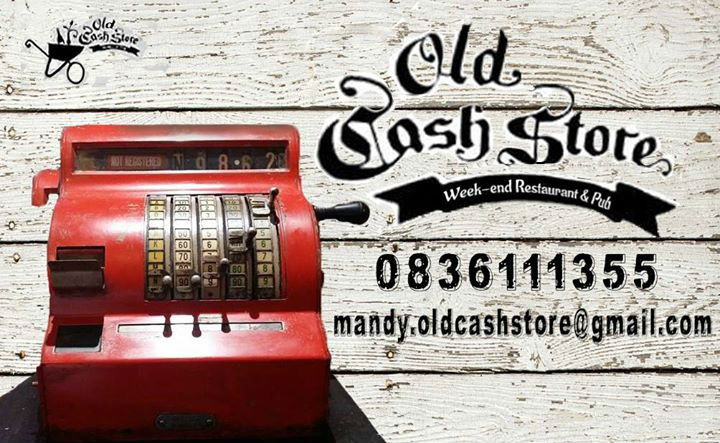 Old
Cash Store
Old
Cash Store
Week-end Restaurant & Pub
NOT REGISTERED
0836111355
mandy.oldcashstore@gmail.com